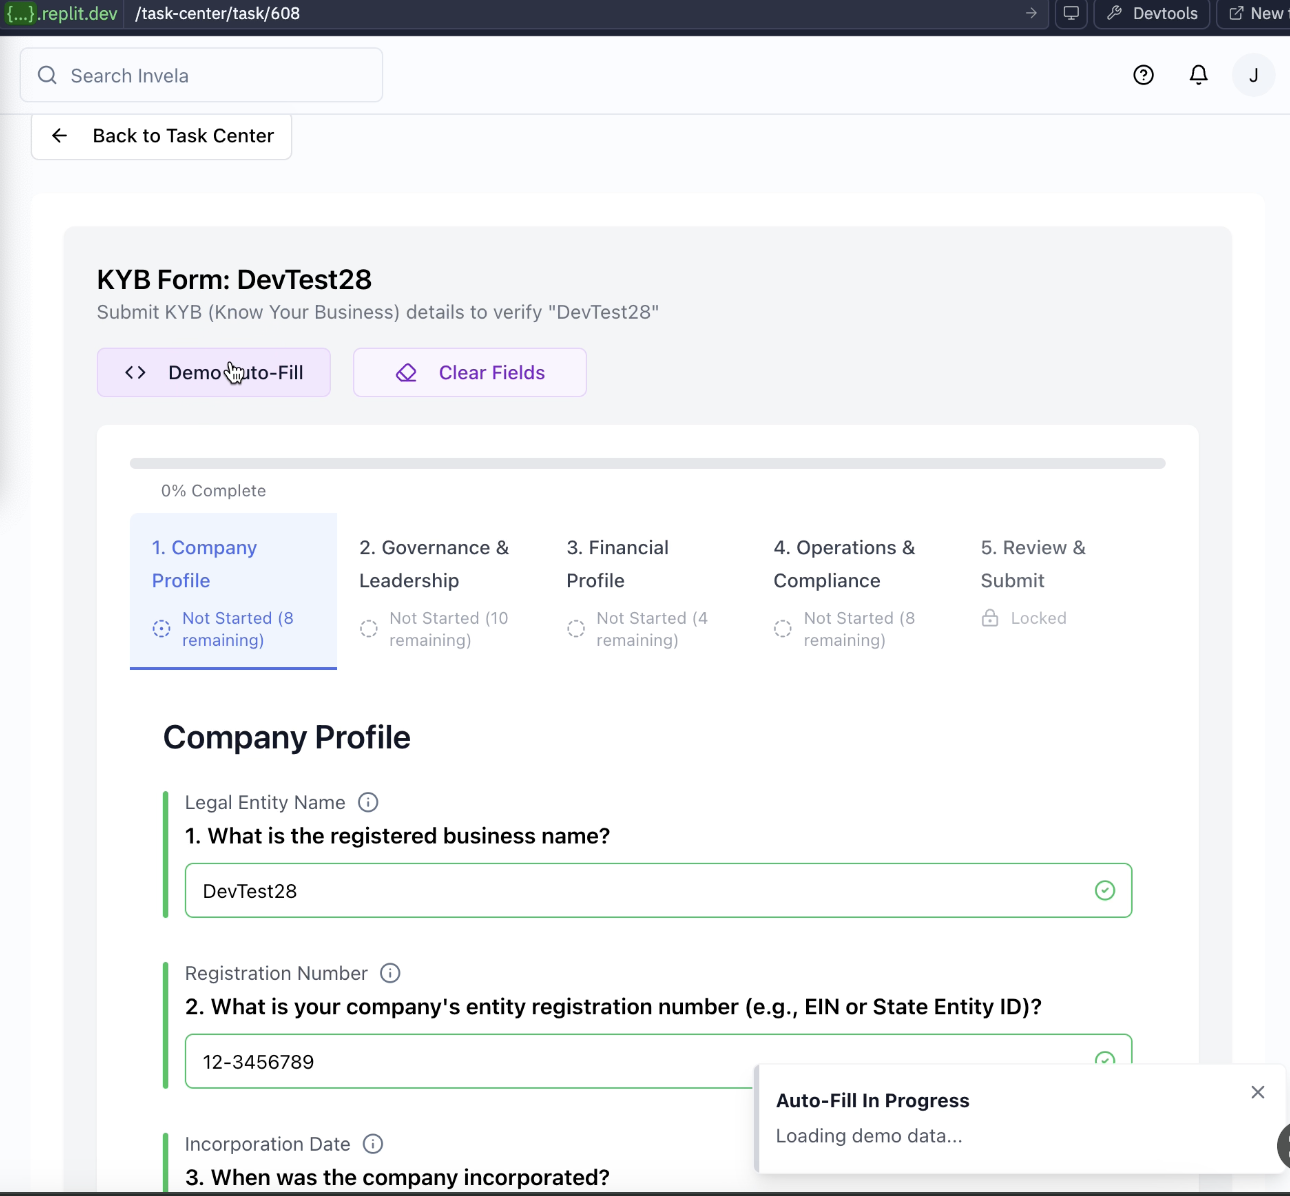 {...}.replit.dev /task-center/task/608 Devtools New
Search Invela J
Back to Task Center
KYB Form: DevTest28
Submit KYB (Know Your Business) details to verify "DevTest28"
Demo Auto-Fill Clear Fields
0% Complete
1. Company Profile
Not Started (8 remaining)
2. Governance & Leadership
Not Started (10 remaining)
3. Financial Profile
Not Started (4 remaining)
4. Operations & Compliance
Not Started (8 remaining)
5. Review & Submit
Locked
Company Profile
Legal Entity Name
1. What is the registered business name?
DevTest28
Registration Number
2. What is your company's entity registration number (e.g., EIN or State Entity ID)?
12-3456789
Incorporation Date
3. When was the company incorporated?
Auto-Fill In Progress
Loading demo data...